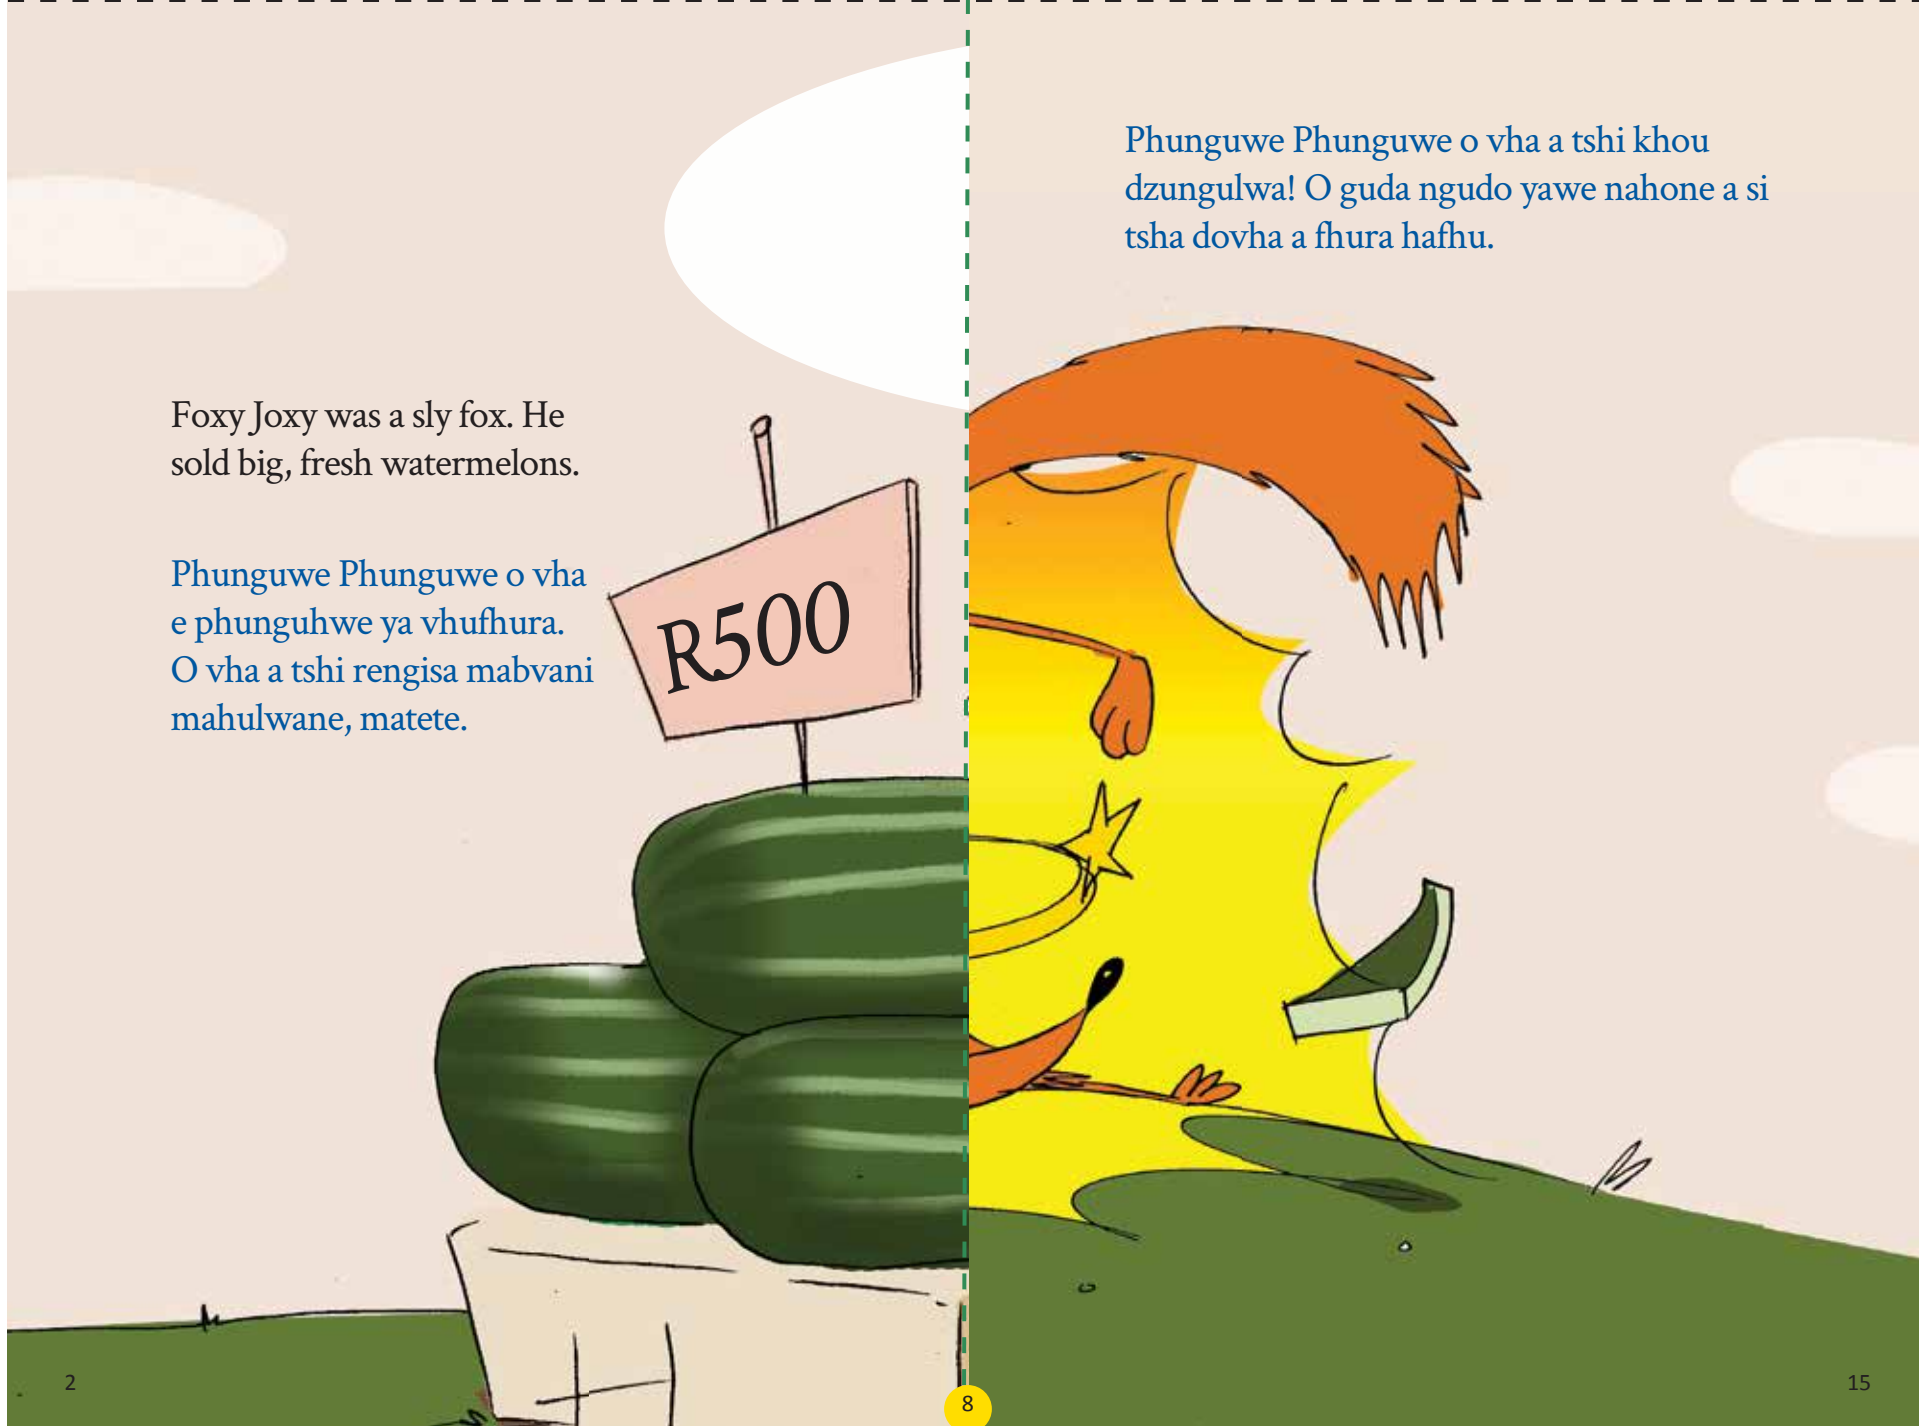 Foxy Joxy was a sly fox. He
sold big, fresh watermelons.
Phunguwe Phunguwe o vha
e phunguhwe ya vhufhura.
O vha a tshi rengisa mabvani
mahulwane, matete.
R500
2
Phunguwe Phunguwe o vha a tshi khou
dzungulwa! O guda ngudo yawe nahone a si
tsha dovha a fhura hafhu.
15
8